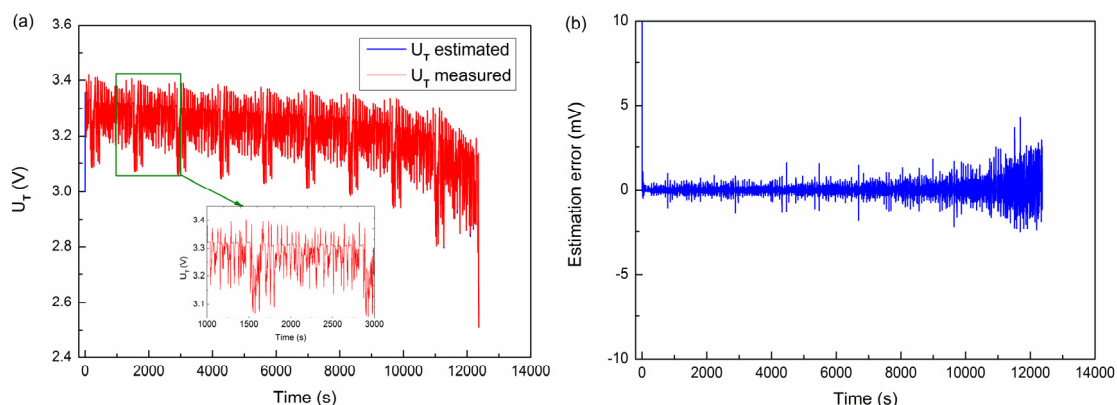 (a)
3.6
3.4
3.2
3.0
2.8
2.6
2.4
U_T (V)
U_T estimated
U_T measured
3.4
3.3
3.2
3.1
U_T (V)
1000 1500 2000 2500 3000
Time (s)
0 2000 4000 6000 8000 10000 12000 14000
Time (s)
(b)
10
5
0
-5
-10
Estimation error (mV)
0 2000 4000 6000 8000 10000 12000 14000
Time (s)